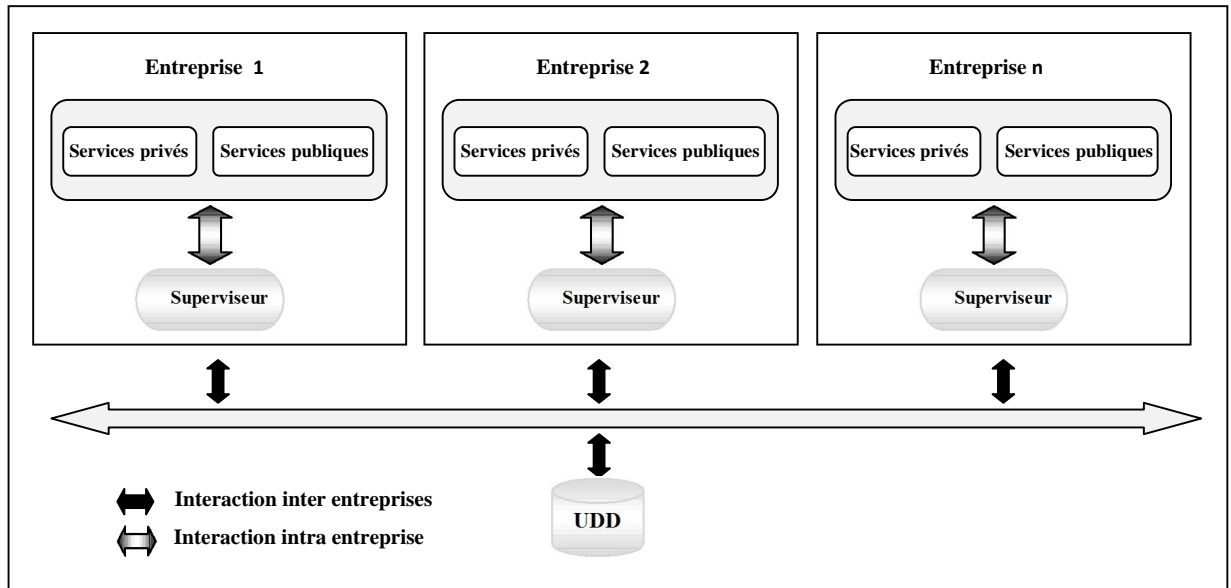 Entreprise 1
Entreprise 2
Entreprise n
Services privés
Services publiques
Services privés
Services publiques
Services privés
Services publiques
Superviseur
Superviseur
Superviseur
Interaction inter entreprises
Interaction intra entreprise
UDD